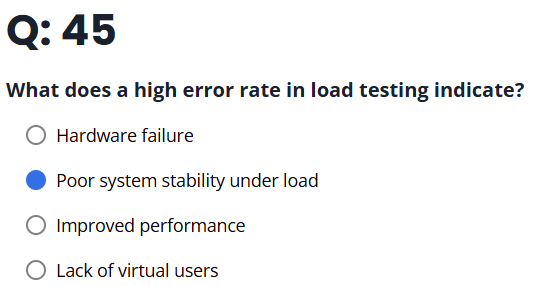 Q: 45
What does a high error rate in load testing indicate?
Hardware failure
Poor system stability under load
Improved performance
Lack of virtual users